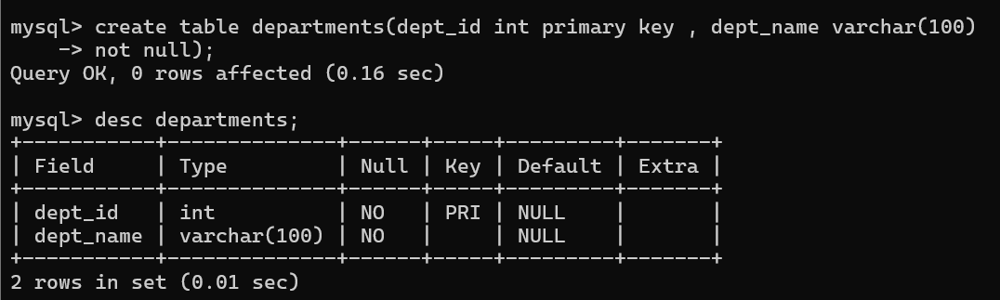 mysql> create table departments(dept_id int primary key , dept_name varchar(100)
    -> not null);
Query OK, 0 rows affected (0.16 sec)

mysql> desc departments;
+-----------+--------------+------+-----+---------+-------+
| Field     | Type         | Null | Key | Default | Extra |
+-----------+--------------+------+-----+---------+-------+
| dept_id   | int          | NO   | PRI | NULL    |       |
| dept_name | varchar(100) | NO   |     | NULL    |       |
+-----------+--------------+------+-----+---------+-------+
2 rows in set (0.01 sec)